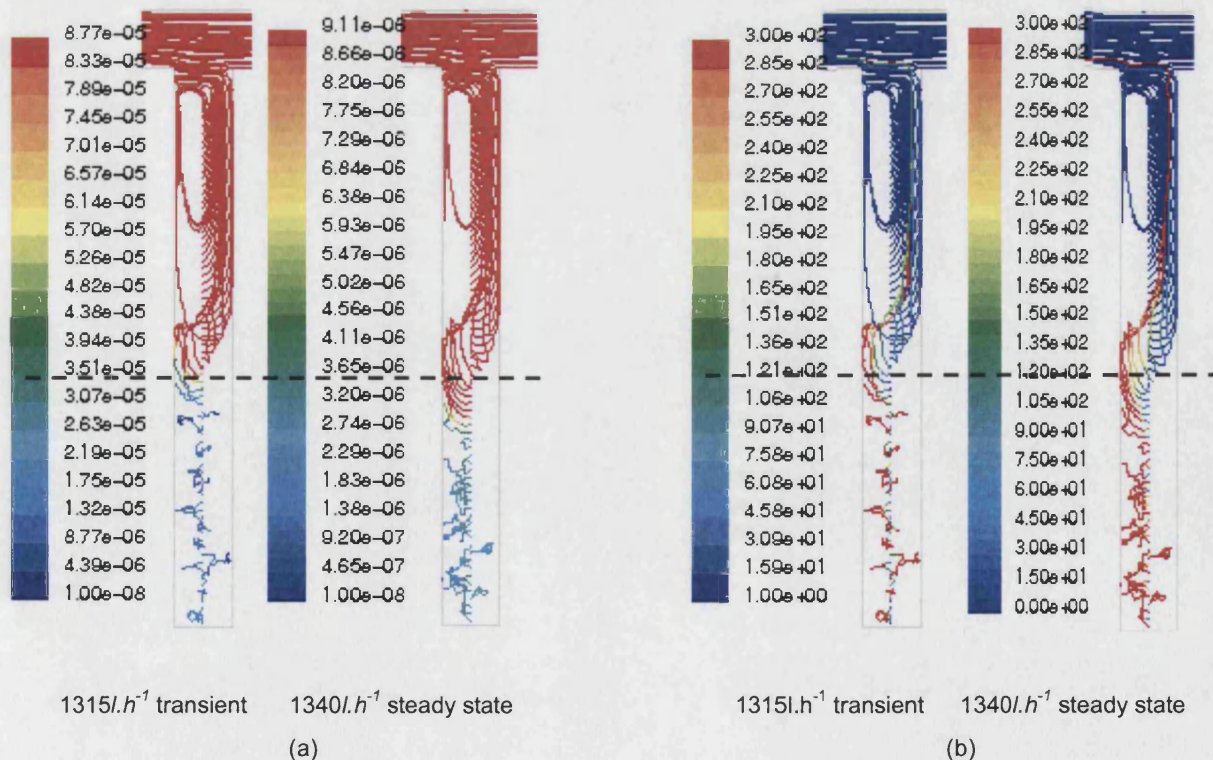 8.77e-05
8.33e-05
7.89e-05
7.45e-05
7.01e-05
6.57e-05
6.14e-05
5.70e-05
5.26e-05
4.82e-05
4.38e-05
3.94e-05
3.51e-05
3.07e-05
2.63e-05
2.19e-05
1.75e-05
1.32e-05
8.77e-06
4.39e-06
1.00e-08
9.11e-06
8.66e-06
8.20e-06
7.75e-06
7.29e-06
6.84e-06
6.38e-06
5.93e-06
5.47e-06
5.02e-06
4.56e-06
4.11e-06
3.65e-06
3.20e-06
2.74e-06
2.29e-06
1.83e-06
1.38e-06
9.20e-07
4.65e-07
1.00e-08
1315l.h⁻¹ transient
1340l.h⁻¹ steady state
(a)
3.00e+02
2.85e+02
2.70e+02
2.55e+02
2.40e+02
2.25e+02
2.10e+02
1.95e+02
1.80e+02
1.65e+02
1.51e+02
1.36e+02
1.21e+02
1.06e+02
9.07e+01
7.58e+01
6.08e+01
4.58e+01
3.09e+01
1.59e+01
1.00e+00
3.00e+02
2.85e+02
2.70e+02
2.55e+02
2.40e+02
2.25e+02
2.10e+02
1.95e+02
1.80e+02
1.65e+02
1.50e+02
1.35e+02
1.20e+02
1.05e+02
9.00e+01
7.50e+01
6.00e+01
4.50e+01
3.00e+01
1.50e+01
0.00e+00
1315l.h⁻¹ transient
1340l.h⁻¹ steady state
(b)